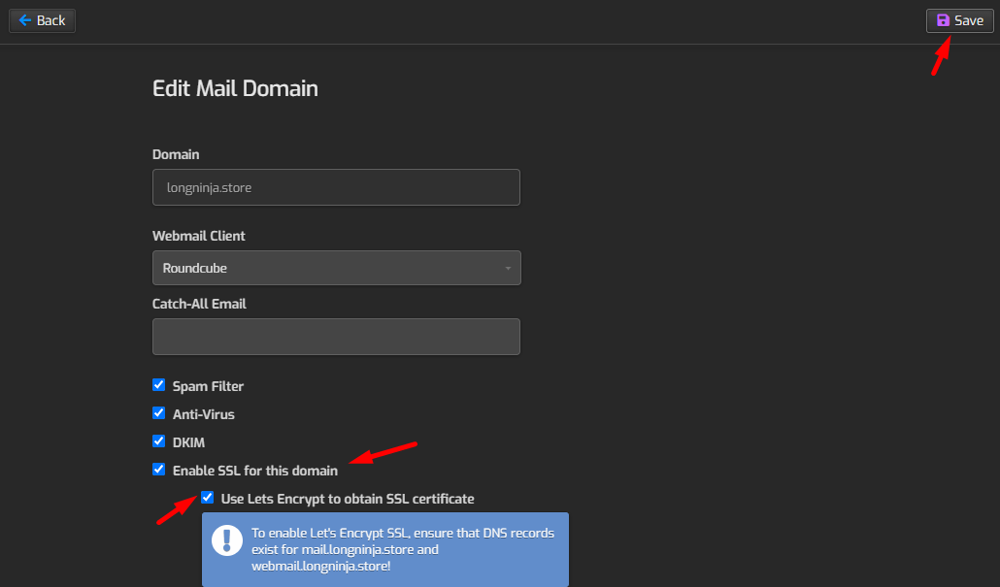 Back
Save
Edit Mail Domain
Domain
longninja.store
Webmail Client
Roundcube
Catch-All Email
Spam Filter
Anti-Virus
DKIM
Enable SSL for this domain
Use Lets Encrypt to obtain SSL certificate
To enable Let's Encrypt SSL, ensure that DNS records
exist for mail.longninja.store and
webmail.longninja.store!